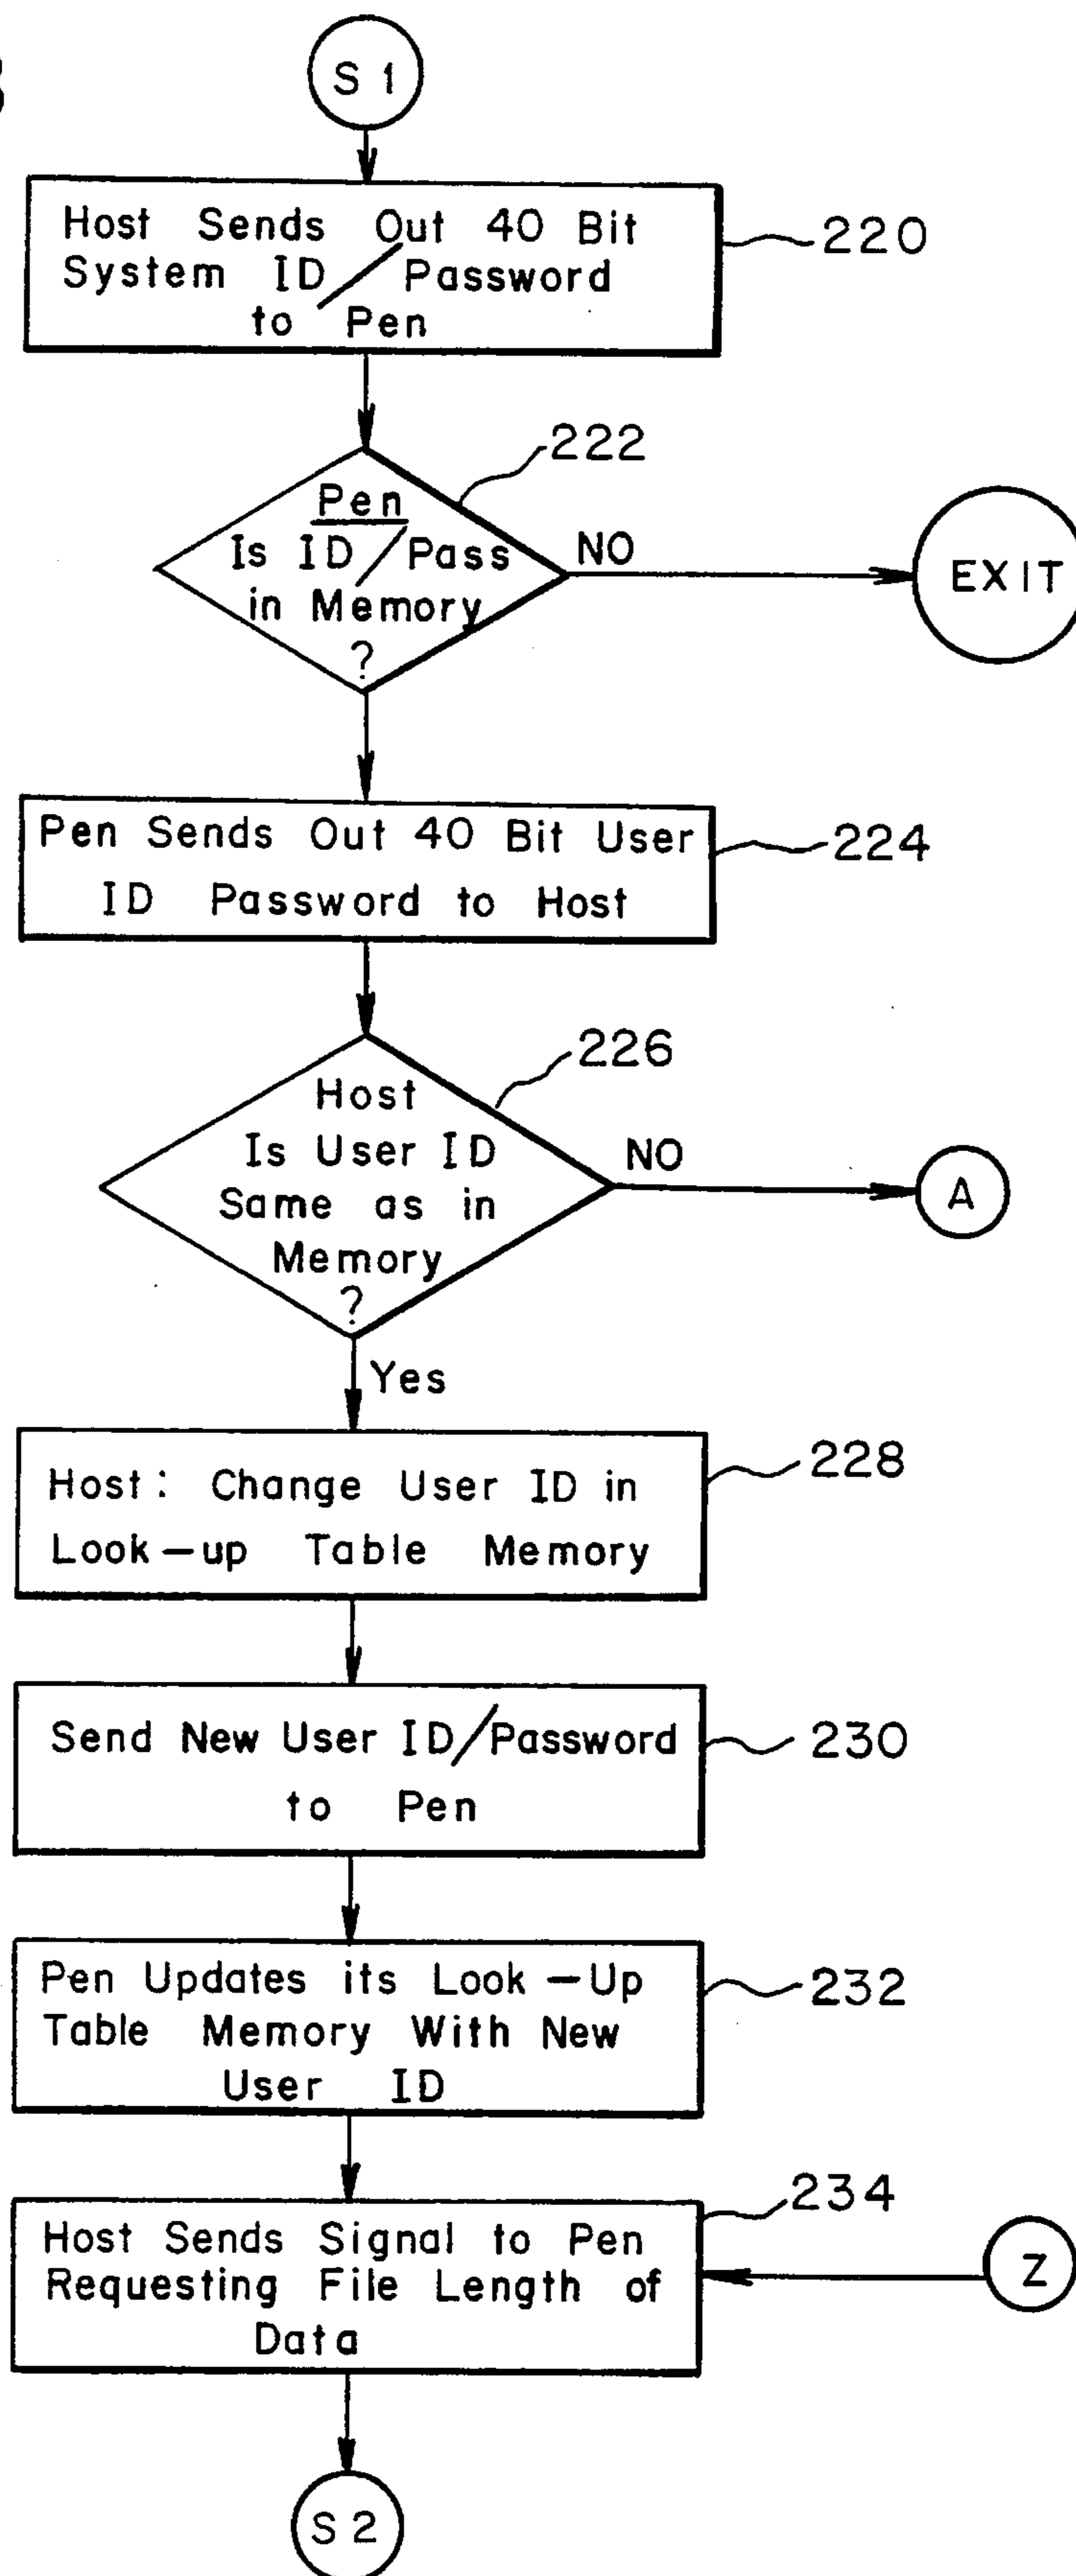 S 1
Host Sends Out 40 Bit
System ID / Password
to Pen
220
222
Pen
Is ID / Pass
in Memory
?
NO
EXIT
Pen Sends Out 40 Bit User
ID Password to Host
224
226
Host
Is User ID
Same as in
Memory
?
NO
A
Yes
Host: Change User ID in
Look-up Table Memory
228
Send New User ID/Password
to Pen
230
Pen Updates its Look-Up
Table Memory With New
User ID
232
234
Host Sends Signal to Pen
Requesting File Length of
Data
Z
S 2